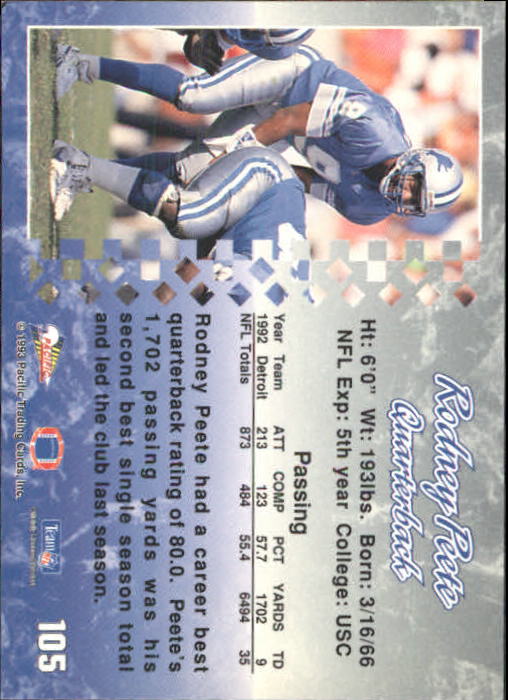 Rodney Peete
Quarterback
Ht: 6'0" Wt: 193lbs. Born: 3/16/66
NFL Exp: 5th year College: USC
Passing
Year Team ATT COMP PCT YARDS TD
1992 Detroit 213 123 57.7 1702 9
NFL Totals 873 484 55.4 6494 35
Rodney Peete had a career best
quarterback rating of 80.0. Peete's
1,702 passing yards was his
second best single season total
and led the club last season.
PACIFIC
Team NFL
© 1993 Pacific Trading Cards, Inc.
105